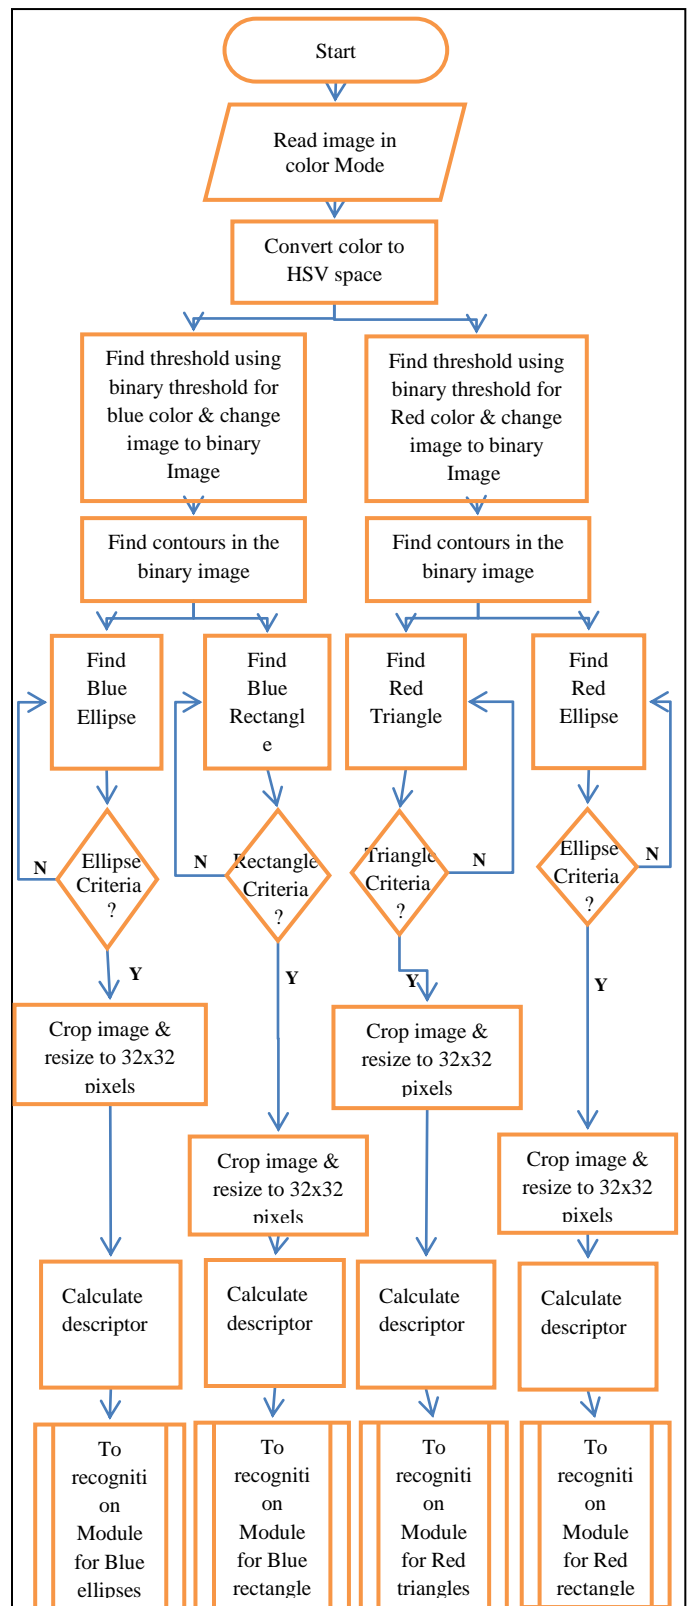 Start
Read image in
color Mode
Convert color to
HSV space
Find threshold using
binary threshold for
blue color & change
image to binary
Image
Find threshold using
binary threshold for
Red color & change
image to binary
Image
Find contours in the
binary image
Find contours in the
binary image
Find
Blue
Ellipse
Find
Blue
Rectangl
e
Find
Red
Triangle
Find
Red
Ellipse
Ellipse
Criteria
?
N
Rectangle
Criteria
?
N
Triangle
Criteria
?
N
Ellipse
Criteria
?
N
Y
Y
Y
Y
Crop image &
resize to 32x32
pixels
Crop image &
resize to 32x32
pixels
Crop image &
resize to 32x32
pixels
Crop image &
resize to 32x32
pixels
Calculate
descriptor
Calculate
descriptor
Calculate
descriptor
Calculate
descriptor
To
recogniti
on
Module
for Blue
ellipses
To
recogniti
on
Module
for Blue
rectangle
To
recogniti
on
Module
for Red
triangles
To
recogniti
on
Module
for Red
rectangle